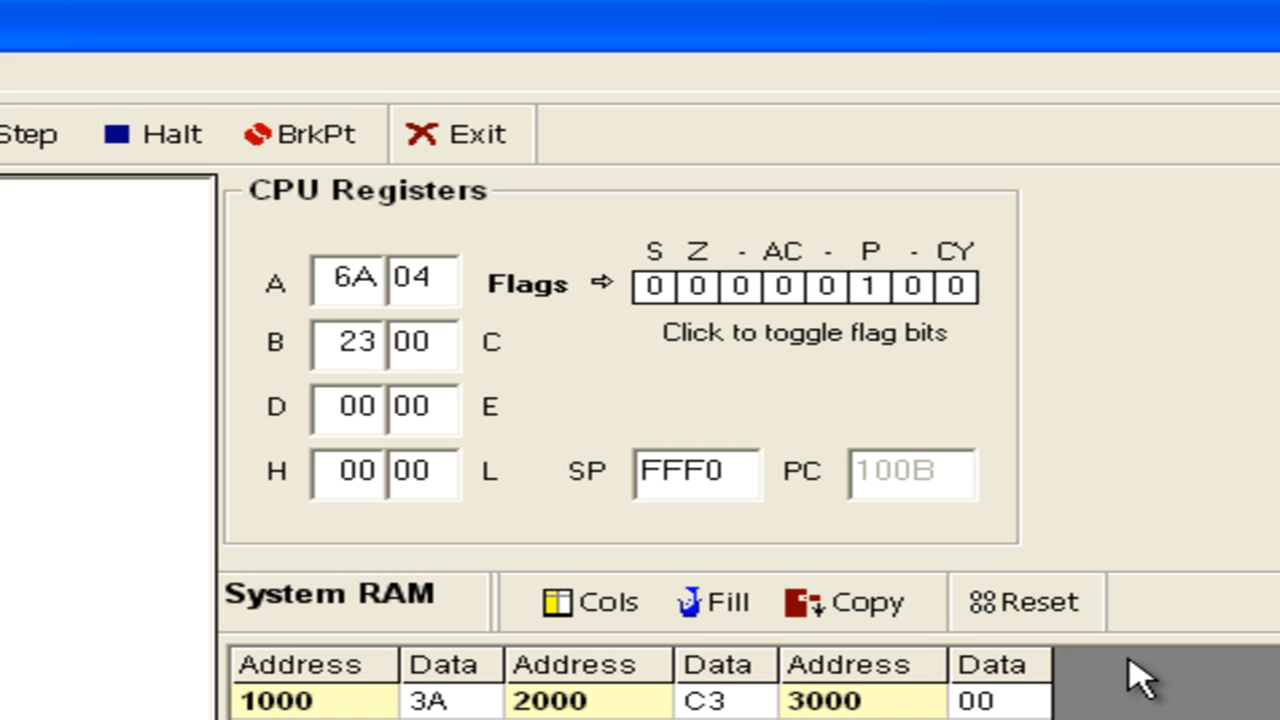 Step Halt BrkPt Exit
CPU Registers
S Z - AC - P - CY
A 6A 04 Flags ⇨ 0 0 0 0 0 1 0 0
Click to toggle flag bits
B 23 00 C
D 00 00 E
H 00 00 L SP FFF0 PC 100B
System RAM Cols Fill Copy Reset
Address Data Address Data Address Data
1000 3A 2000 C3 3000 00